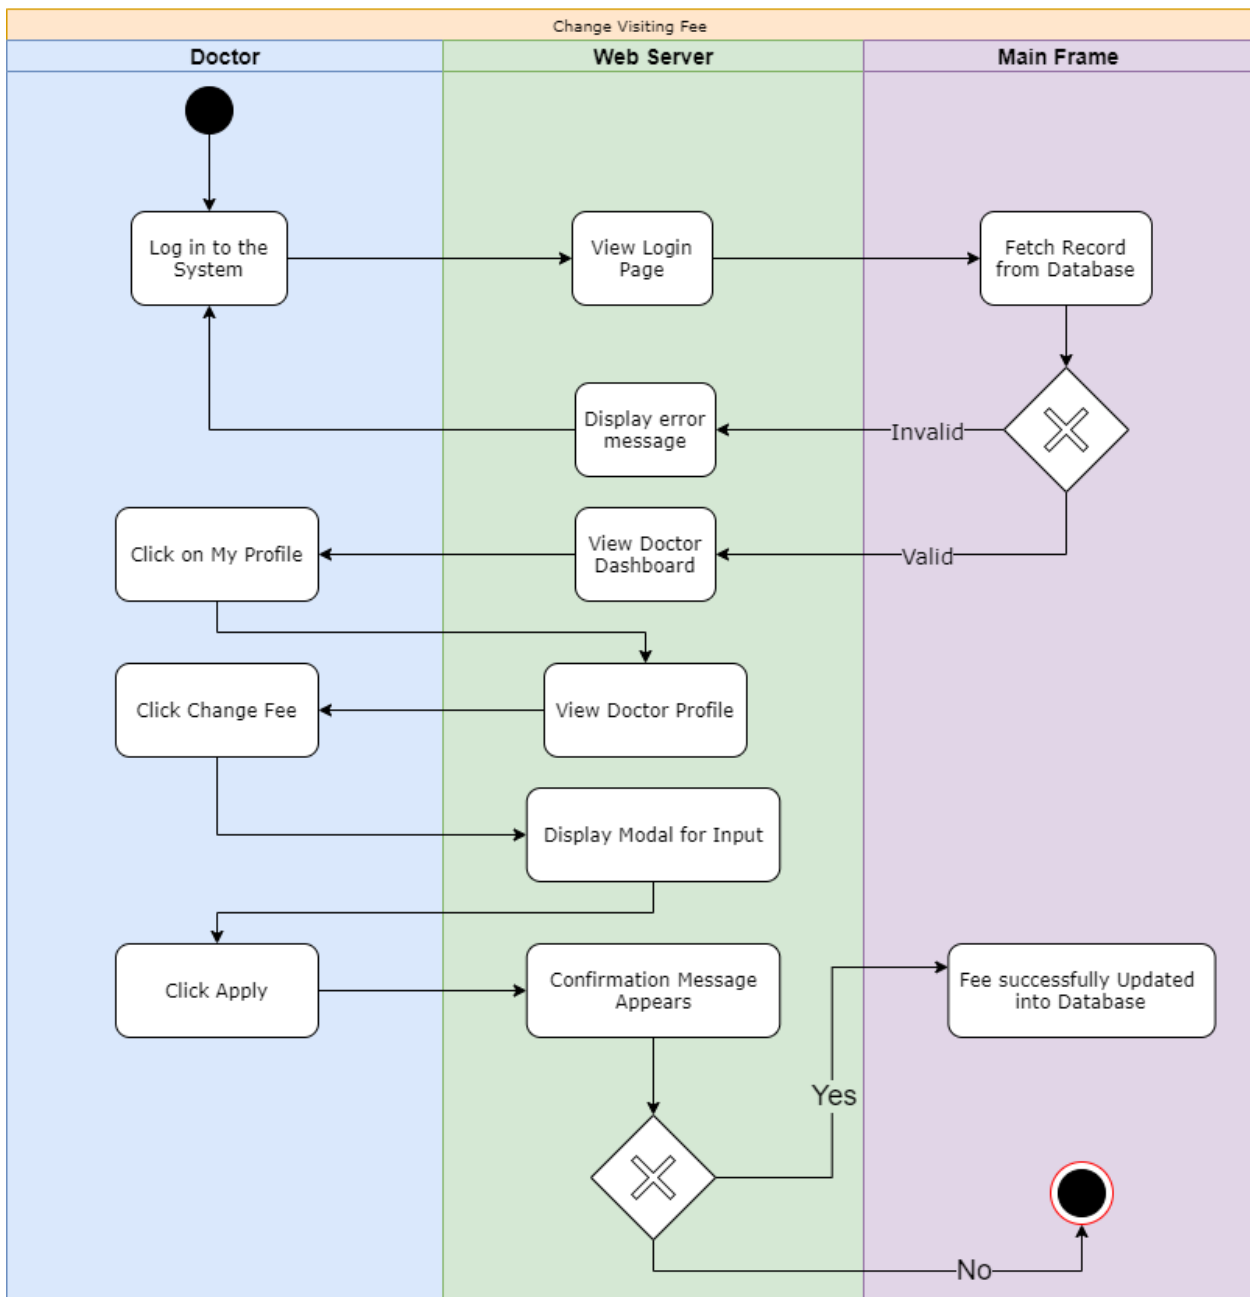 Change Visiting Fee
Doctor
Web Server
Main Frame
Log in to the
System
View Login
Page
Fetch Record
from Database
Display error
message
Invalid
Click on My Profile
View Doctor
Dashboard
Valid
Click Change Fee
View Doctor Profile
Display Modal for Input
Click Apply
Confirmation Message
Appears
Fee successfully Updated
into Database
Yes
No